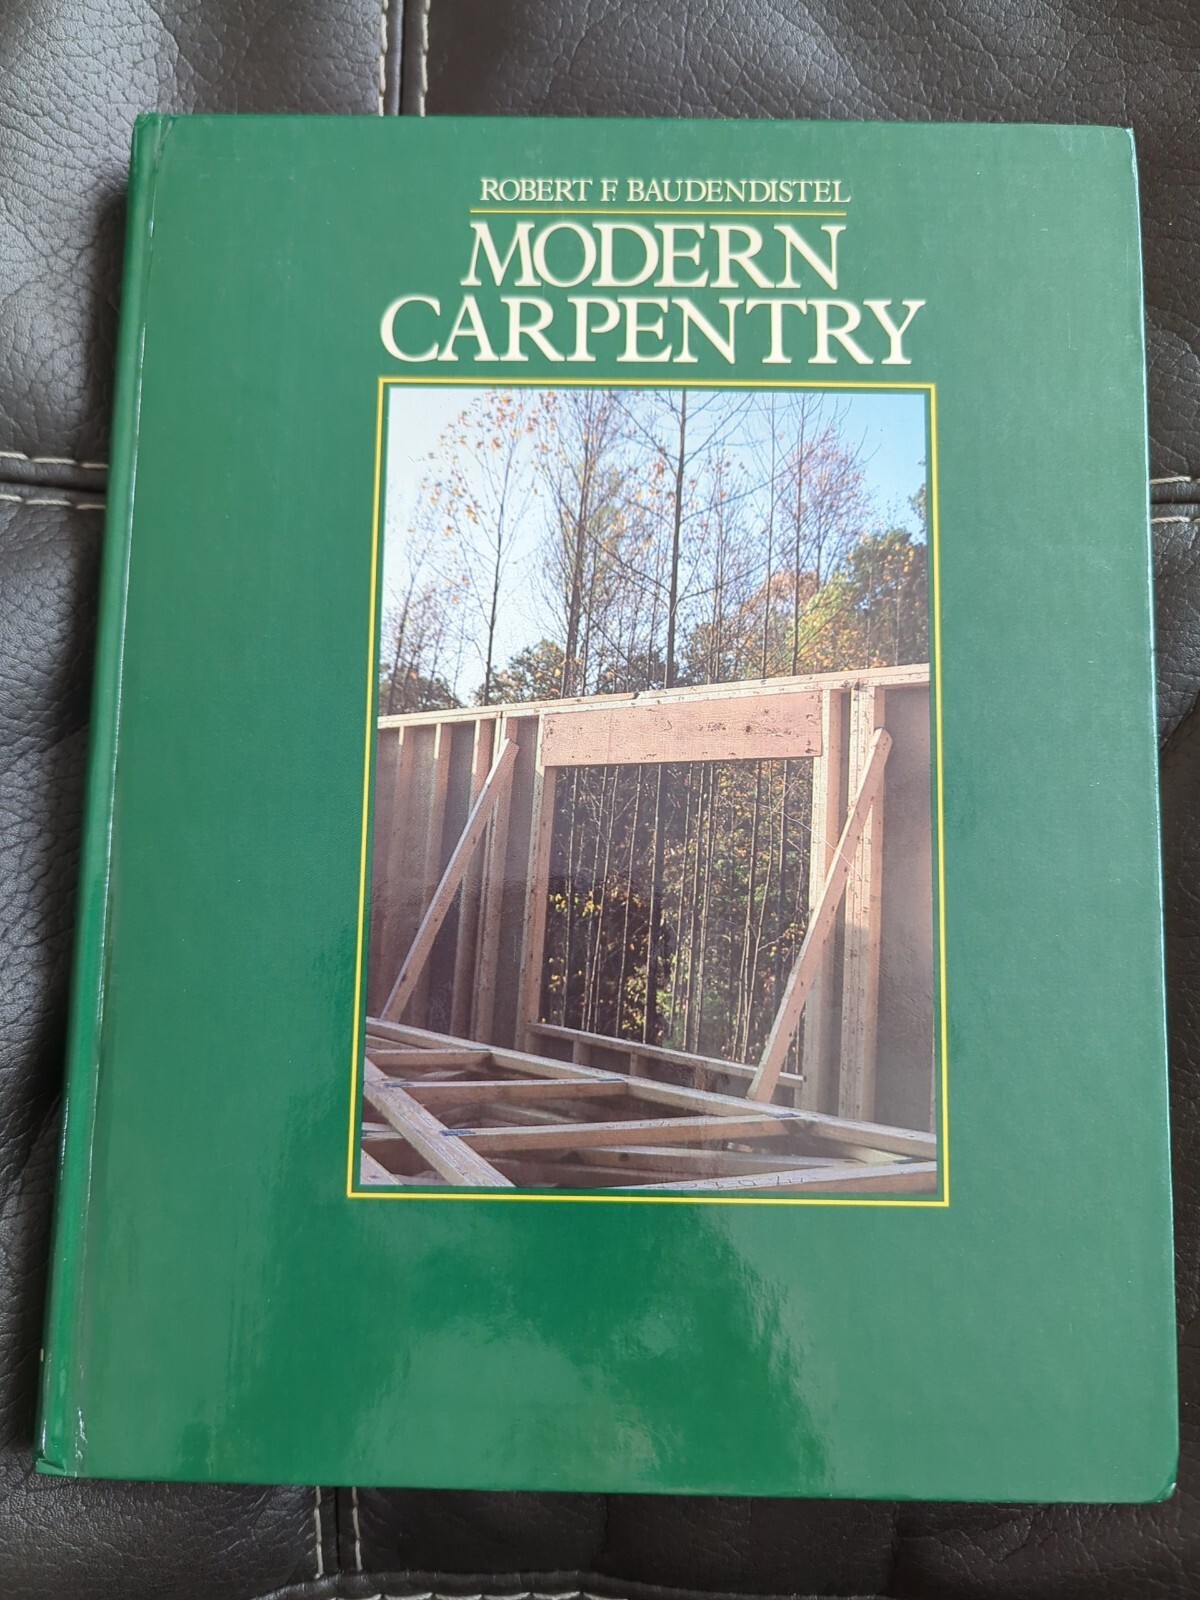 ROBERT F. BAUDENDISTEL
MODERN
CARPENTRY